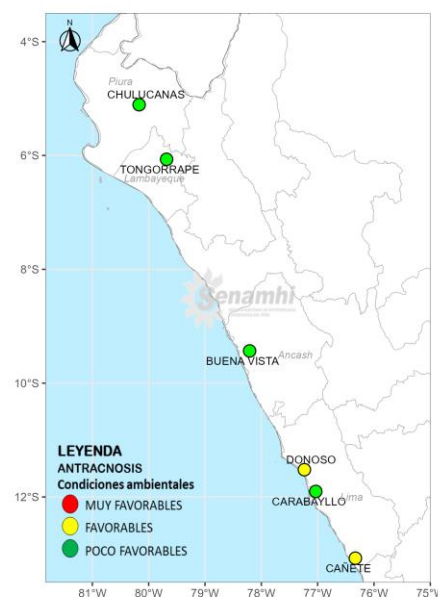 N
4°S
Piura
CHULUCANAS
6°S
TONGORRAPE
Lambayeque
8°S
Senamhi
BUENA VISTA
Ancash
10°S
LEYENDA
ANTRACNOSIS
Condiciones ambientales
MUY FAVORABLES
FAVORABLES
POCO FAVORABLES
DONOSO
12°S
CARABAYLLO
Lima
CAÑETE
81°W
80°W
79°W
78°W
77°W
76°W
75°W